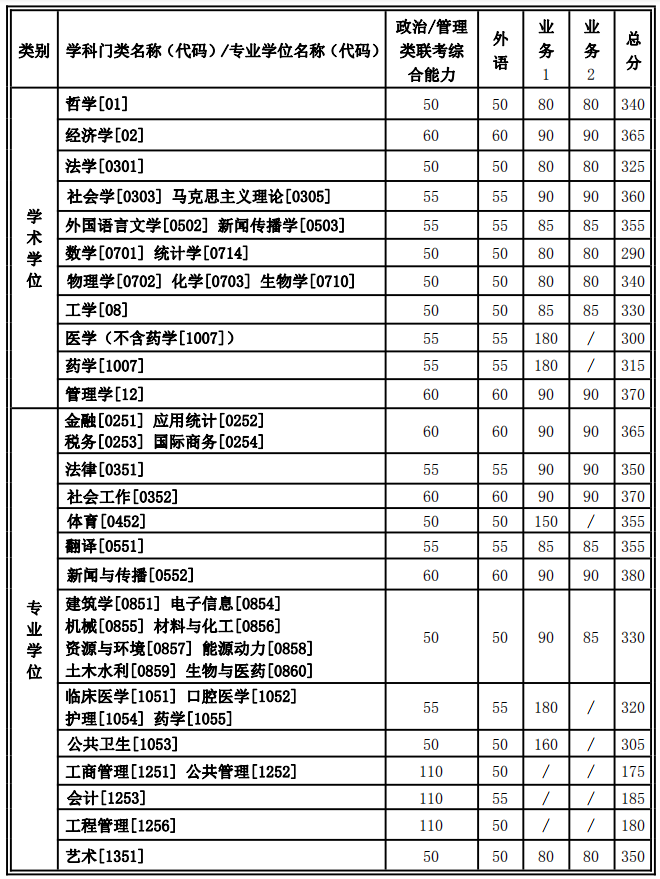 类别 学科门类名称（代码）/专业学位名称（代码） 政治/管理类联考综合能力 外语 业务1 业务2 总分
学术学位
哲学[01] 50 50 80 80 340
经济学[02] 60 60 90 90 365
法学[0301] 50 50 80 80 325
社会学[0303] 马克思主义理论[0305] 55 55 90 90 360
外国语言文学[0502] 新闻传播学[0503] 55 55 85 85 355
数学[0701] 统计学[0714] 50 50 80 80 290
物理学[0702] 化学[0703] 生物学[0710] 50 50 80 80 340
工学[08] 50 50 85 85 330
医学（不含药学[1007]） 55 55 180 / 300
药学[1007] 55 55 180 / 315
管理学[12] 60 60 90 90 370
专业学位
金融[0251] 应用统计[0252]
税务[0253] 国际商务[0254] 60 60 90 90 365
法律[0351] 55 55 90 90 350
社会工作[0352] 60 60 90 90 370
体育[0452] 50 50 150 / 355
翻译[0551] 55 55 85 85 355
新闻与传播[0552] 60 60 90 90 380
建筑学[0851] 电子信息[0854]
机械[0855] 材料与化工[0856]
资源与环境[0857] 能源动力[0858]
土木水利[0859] 生物与医药[0860] 50 50 90 85 330
临床医学[1051] 口腔医学[1052]
护理[1054] 药学[1055] 55 55 180 / 320
公共卫生[1053] 50 50 160 / 305
工商管理[1251] 公共管理[1252] 110 50 / / 175
会计[1253] 110 55 / / 185
工程管理[1256] 110 50 / / 180
艺术[1351] 50 50 80 80 350